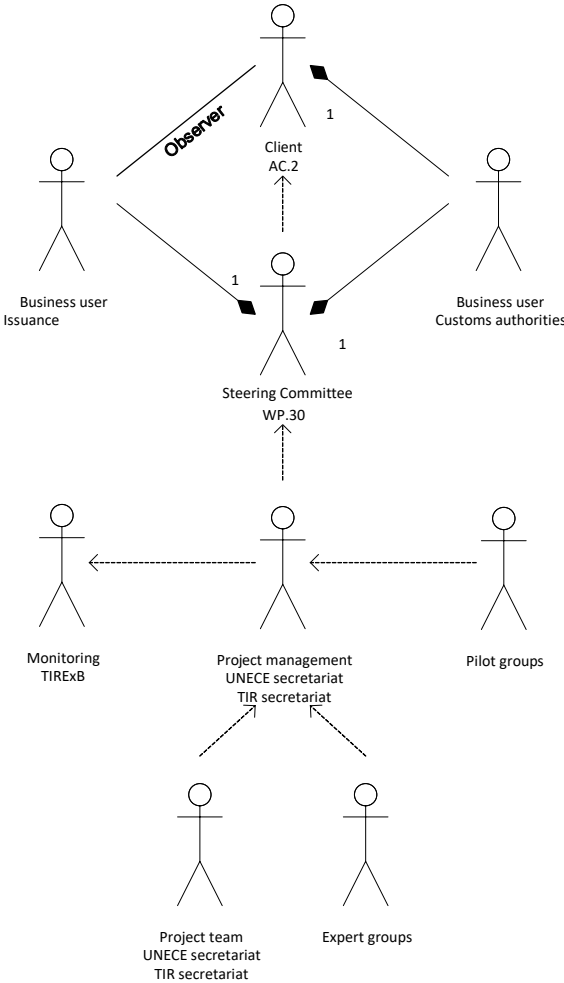 Observer
1
Client
AC.2
Business user
Issuance
Business user
Customs authorities
1
1
Steering Committee
WP.30
Monitoring
TIRExB
Project management
UNECE secretariat
TIR secretariat
Pilot groups
Project team
UNECE secretariat
TIR secretariat
Expert groups